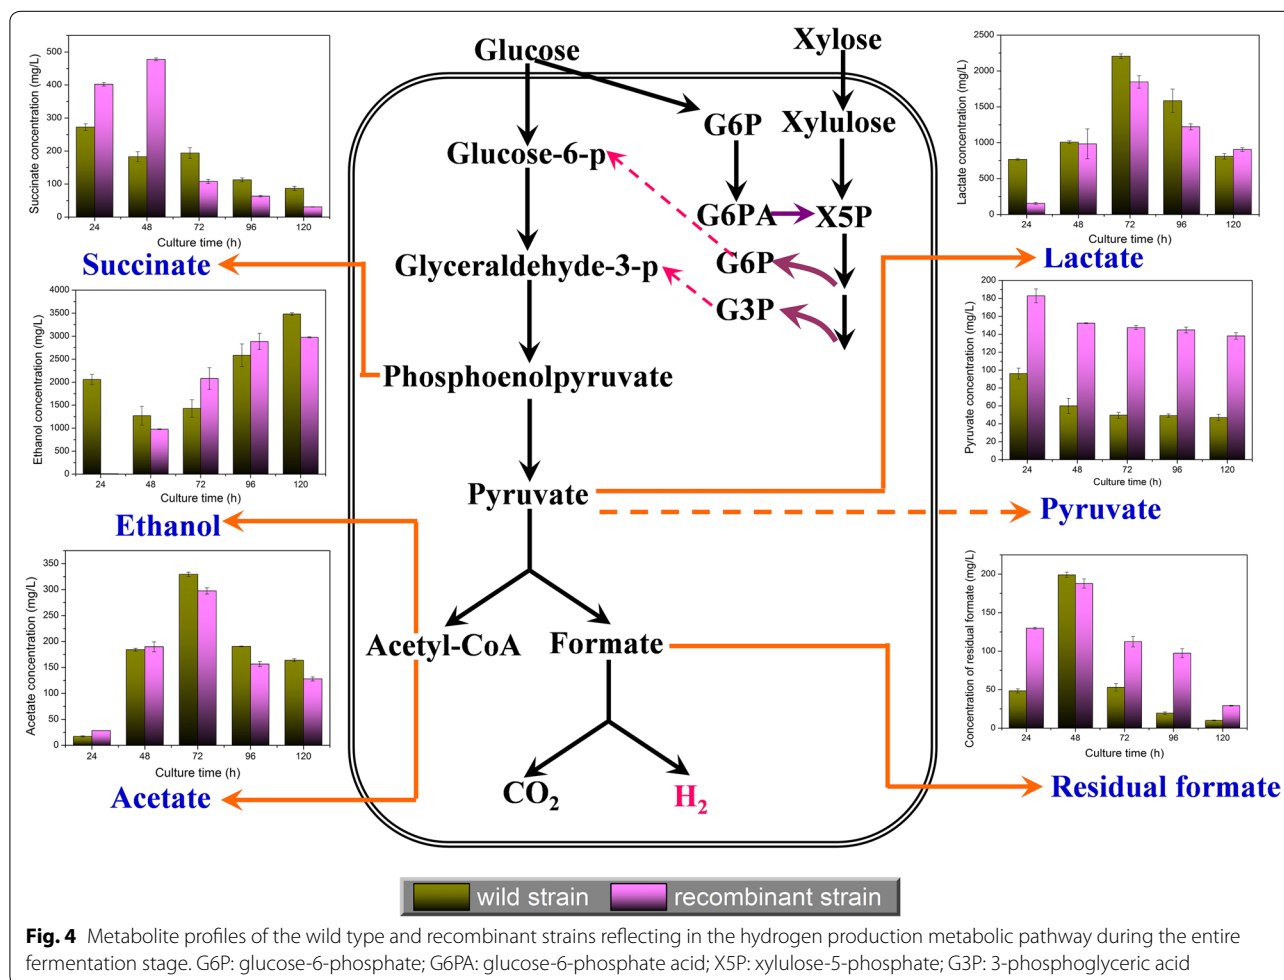 Succinate concentration (mg/L)
500
400
300
200
100
0
24 48 72 96 120
Culture time (h)
Succinate
Ethanol concentration (mg/L)
4000
3500
3000
2500
2000
1500
1000
500
0
24 48 72 96 120
Culture time (h)
Ethanol
Acetate concentration (mg/L)
350
300
250
200
150
100
50
0
24 48 72 96 120
Culture time (h)
Acetate
Glucose
Xylose
G6P
Xylulose
Glucose-6-p
G6PA
X5P
Glyceraldehyde-3-p
G6P
G3P
Phosphoenolpyruvate
Pyruvate
Acetyl-CoA
Formate
CO₂
H₂
Lactate concentration (mg/L)
2500
2000
1500
1000
500
0
24 48 72 96 120
Culture time (h)
Lactate
Pyruvate concentration (mg/L)
200
180
160
140
120
100
80
60
40
20
0
24 48 72 96 120
Culture time (h)
Pyruvate
Concentration of residual formate (mg/L)
200
150
100
50
0
24 48 72 96 120
Culture time (h)
Residual formate
wild strain recombinant strain
Fig. 4 Metabolite profiles of the wild type and recombinant strains reflecting in the hydrogen production metabolic pathway during the entire
fermentation stage. G6P: glucose-6-phosphate; G6PA: glucose-6-phosphate acid; X5P: xylulose-5-phosphate; G3P: 3-phosphoglyceric acid